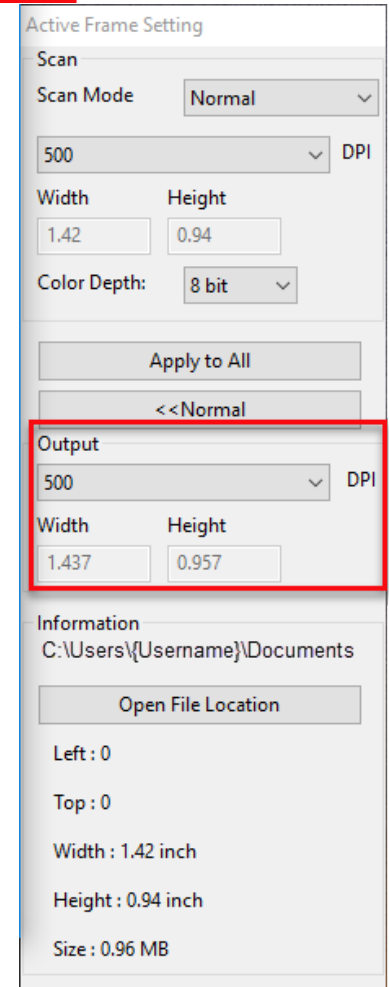 Active Frame Setting
Scan
Scan Mode Normal
500 DPI
Width Height
1.42 0.94
Color Depth: 8 bit
Apply to All
<<Normal
Output
500 DPI
Width Height
1.437 0.957
Information
C:\Users\{Username}\Documents
Open File Location
Left : 0
Top : 0
Width : 1.42 inch
Height : 0.94 inch
Size : 0.96 MB